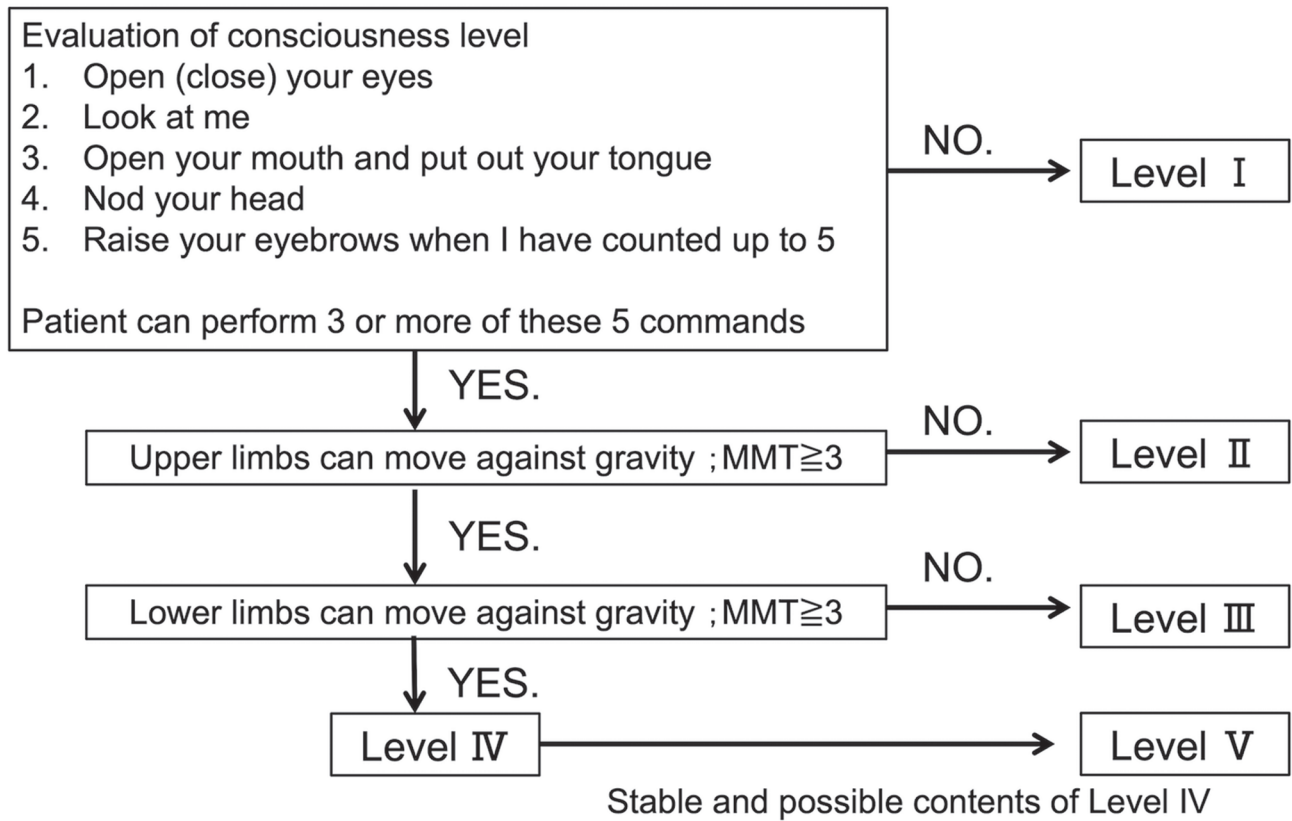 Evaluation of consciousness level
1. Open (close) your eyes
2. Look at me
3. Open your mouth and put out your tongue
4. Nod your head
5. Raise your eyebrows when I have counted up to 5
Patient can perform 3 or more of these 5 commands
NO.
Level Ⅰ
YES.
Upper limbs can move against gravity ;MMT≧3
NO.
Level Ⅱ
YES.
Lower limbs can move against gravity ;MMT≧3
NO.
Level Ⅲ
YES.
Level Ⅳ
Level Ⅴ
Stable and possible contents of Level IV